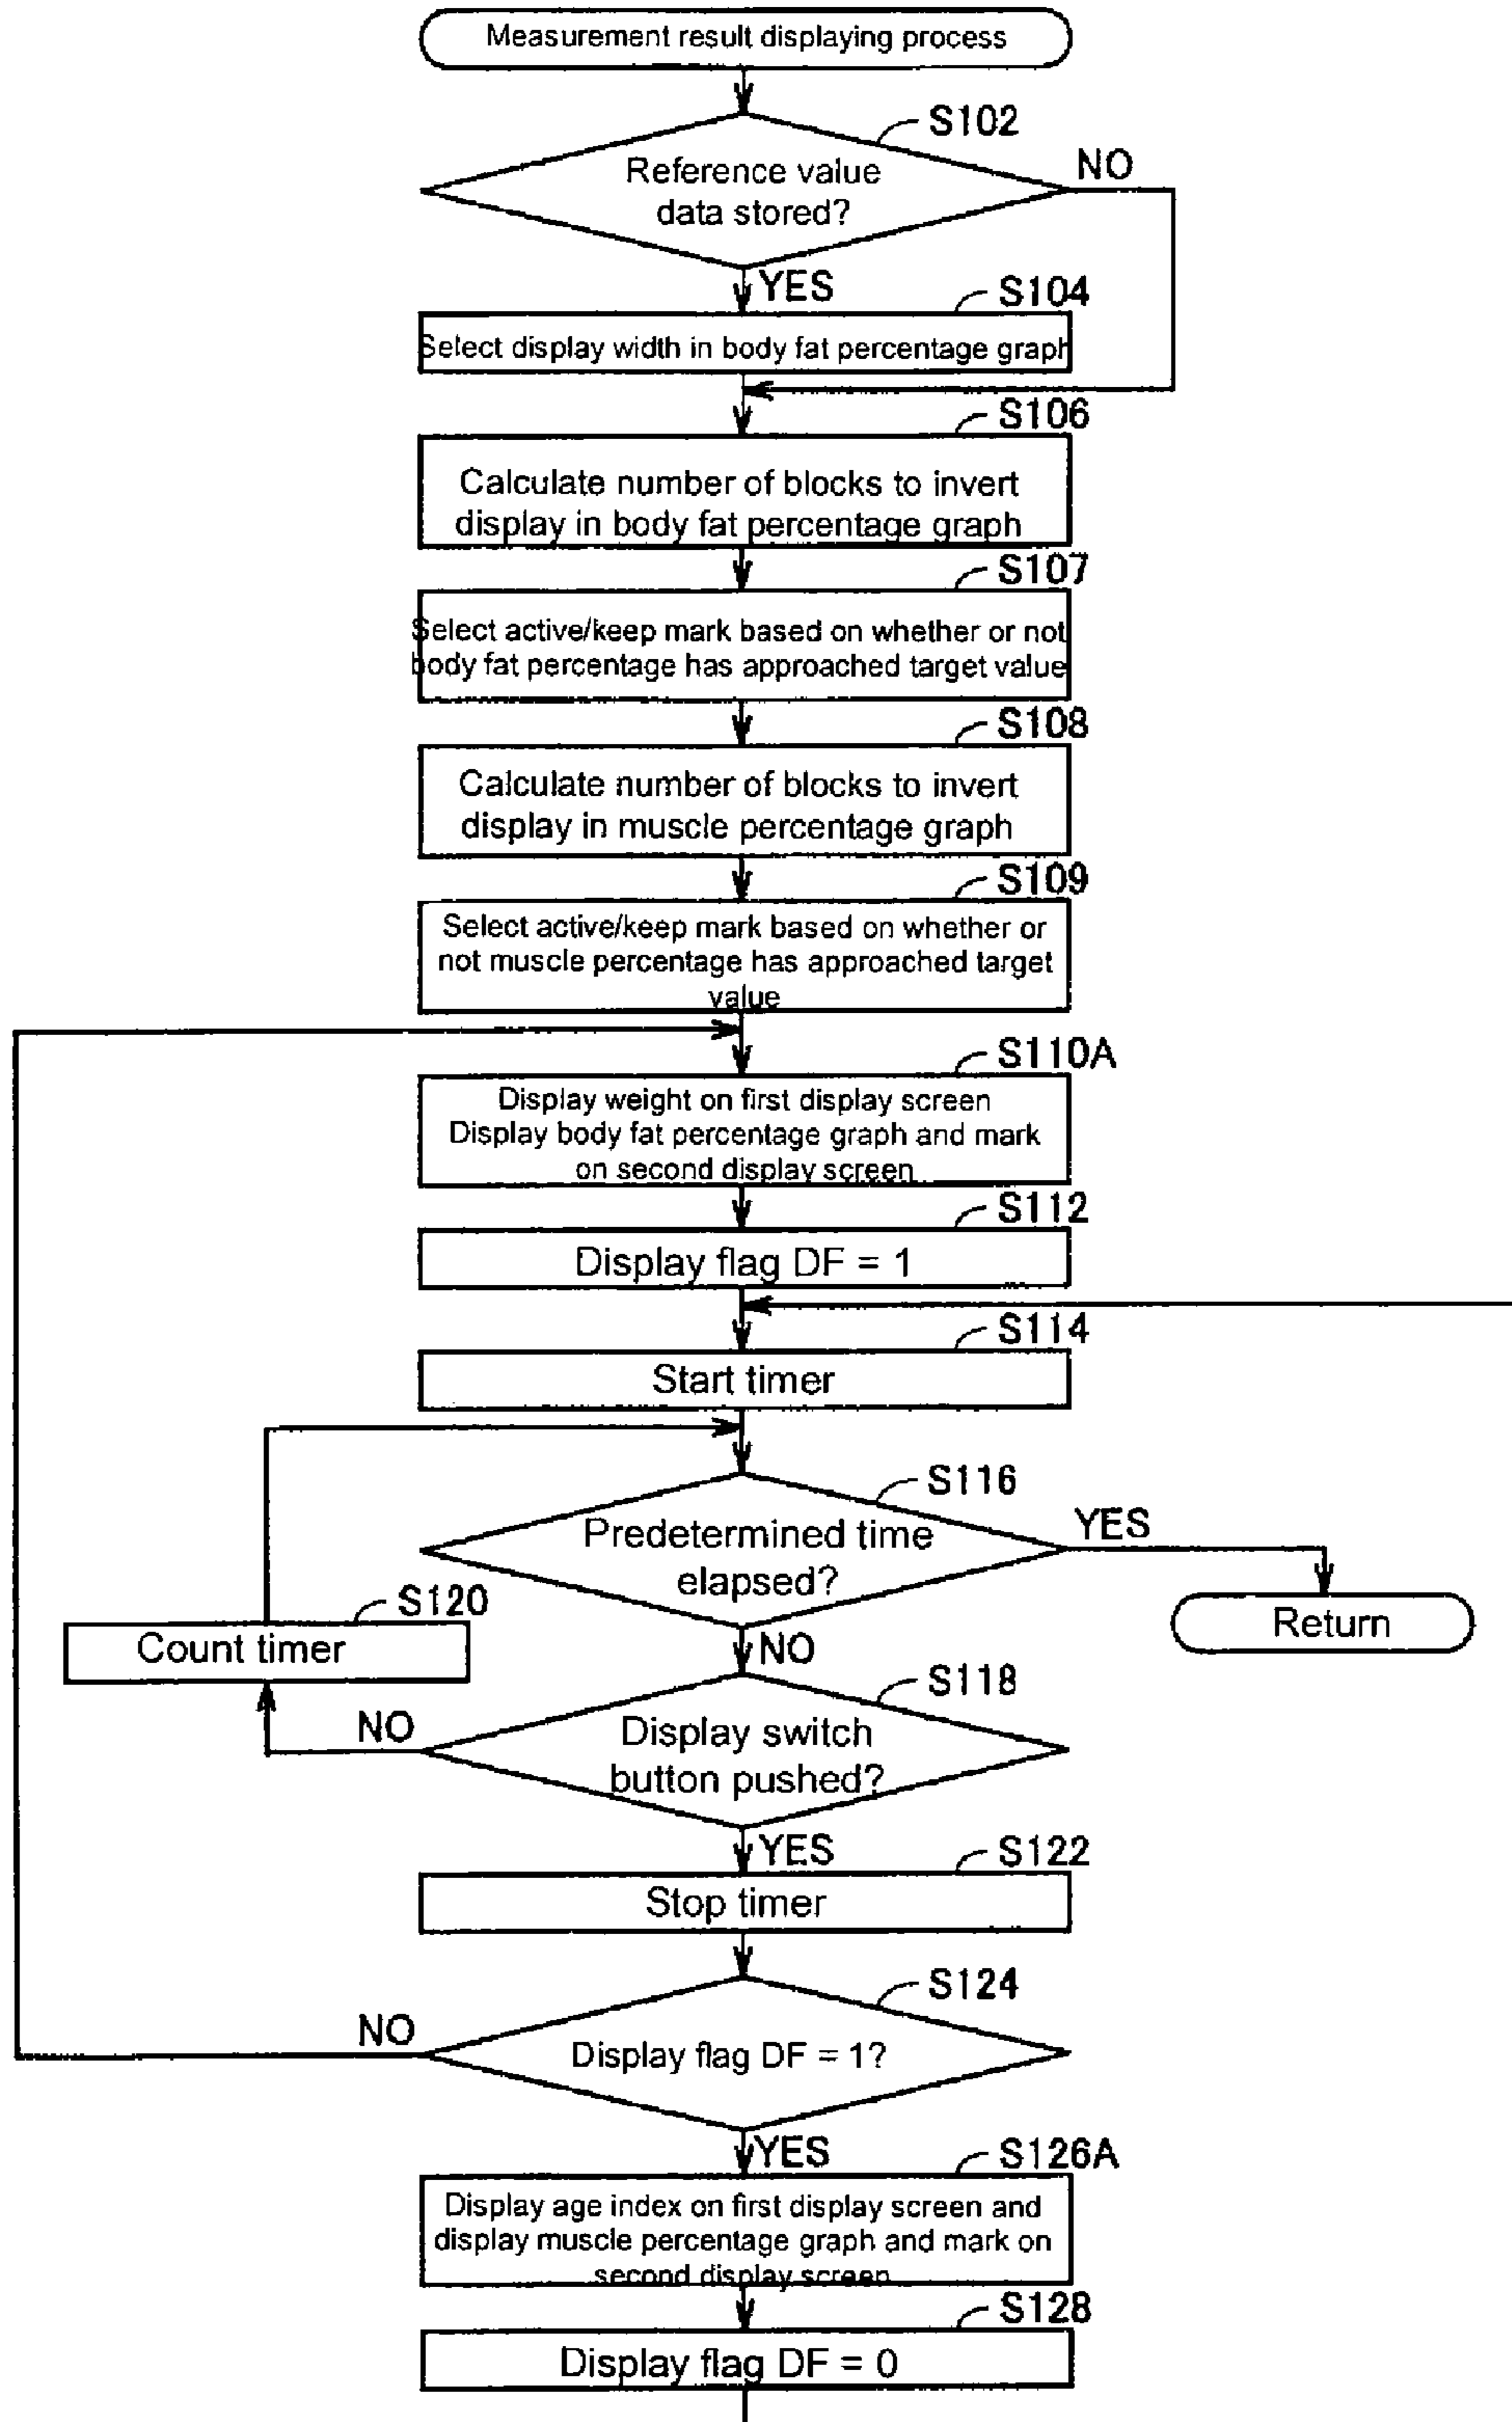 Measurement result displaying process
S102
Reference value
data stored?
NO
YES
S104
Select display width in body fat percentage graph
S106
Calculate number of blocks to invert
display in body fat percentage graph
S107
Select active/keep mark based on whether or not
body fat percentage has approached target value
S108
Calculate number of blocks to invert
display in muscle percentage graph
S109
Select active/keep mark based on whether or
not muscle percentage has approached target
value
S110A
Display weight on first display screen
Display body fat percentage graph and mark
on second display screen
S112
Display flag DF = 1
S114
Start timer
S116
Predetermined time
elapsed?
YES
Return
NO
S120
Count timer
S118
Display switch
button pushed?
NO
YES
S122
Stop timer
S124
Display flag DF = 1?
NO
YES
S126A
Display age index on first display screen and
display muscle percentage graph and mark on
second display screen
S128
Display flag DF = 0